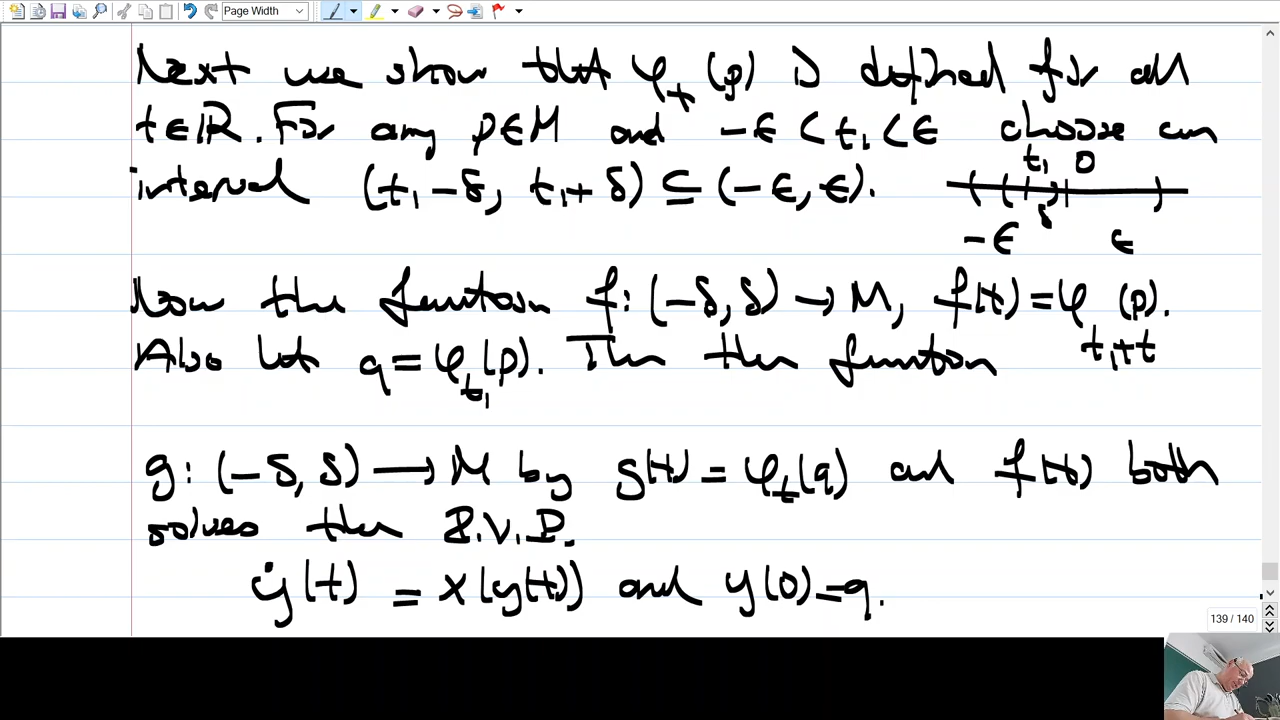 Page Width
Next we show that φ_t(p) is defined for all
t∈ℝ. For any p∈M and -ϵ < t₁ < ϵ choose an
interval (t₁-δ, t₁+δ) ⊆ (-ϵ, ϵ).
t₁ 0
δ
-ϵ ϵ
Now the function f: (-δ, δ) → M, f(t) = φ_{t₁+t}(p).
Also let q = φ_{t₁}(p). Then the function
g: (-δ, δ) → M by g(t) = φ_t(q) and f(t) both
solves the I.V.P.
ẏ(t) = X(y(t)) and y(0) = q.
139 / 140